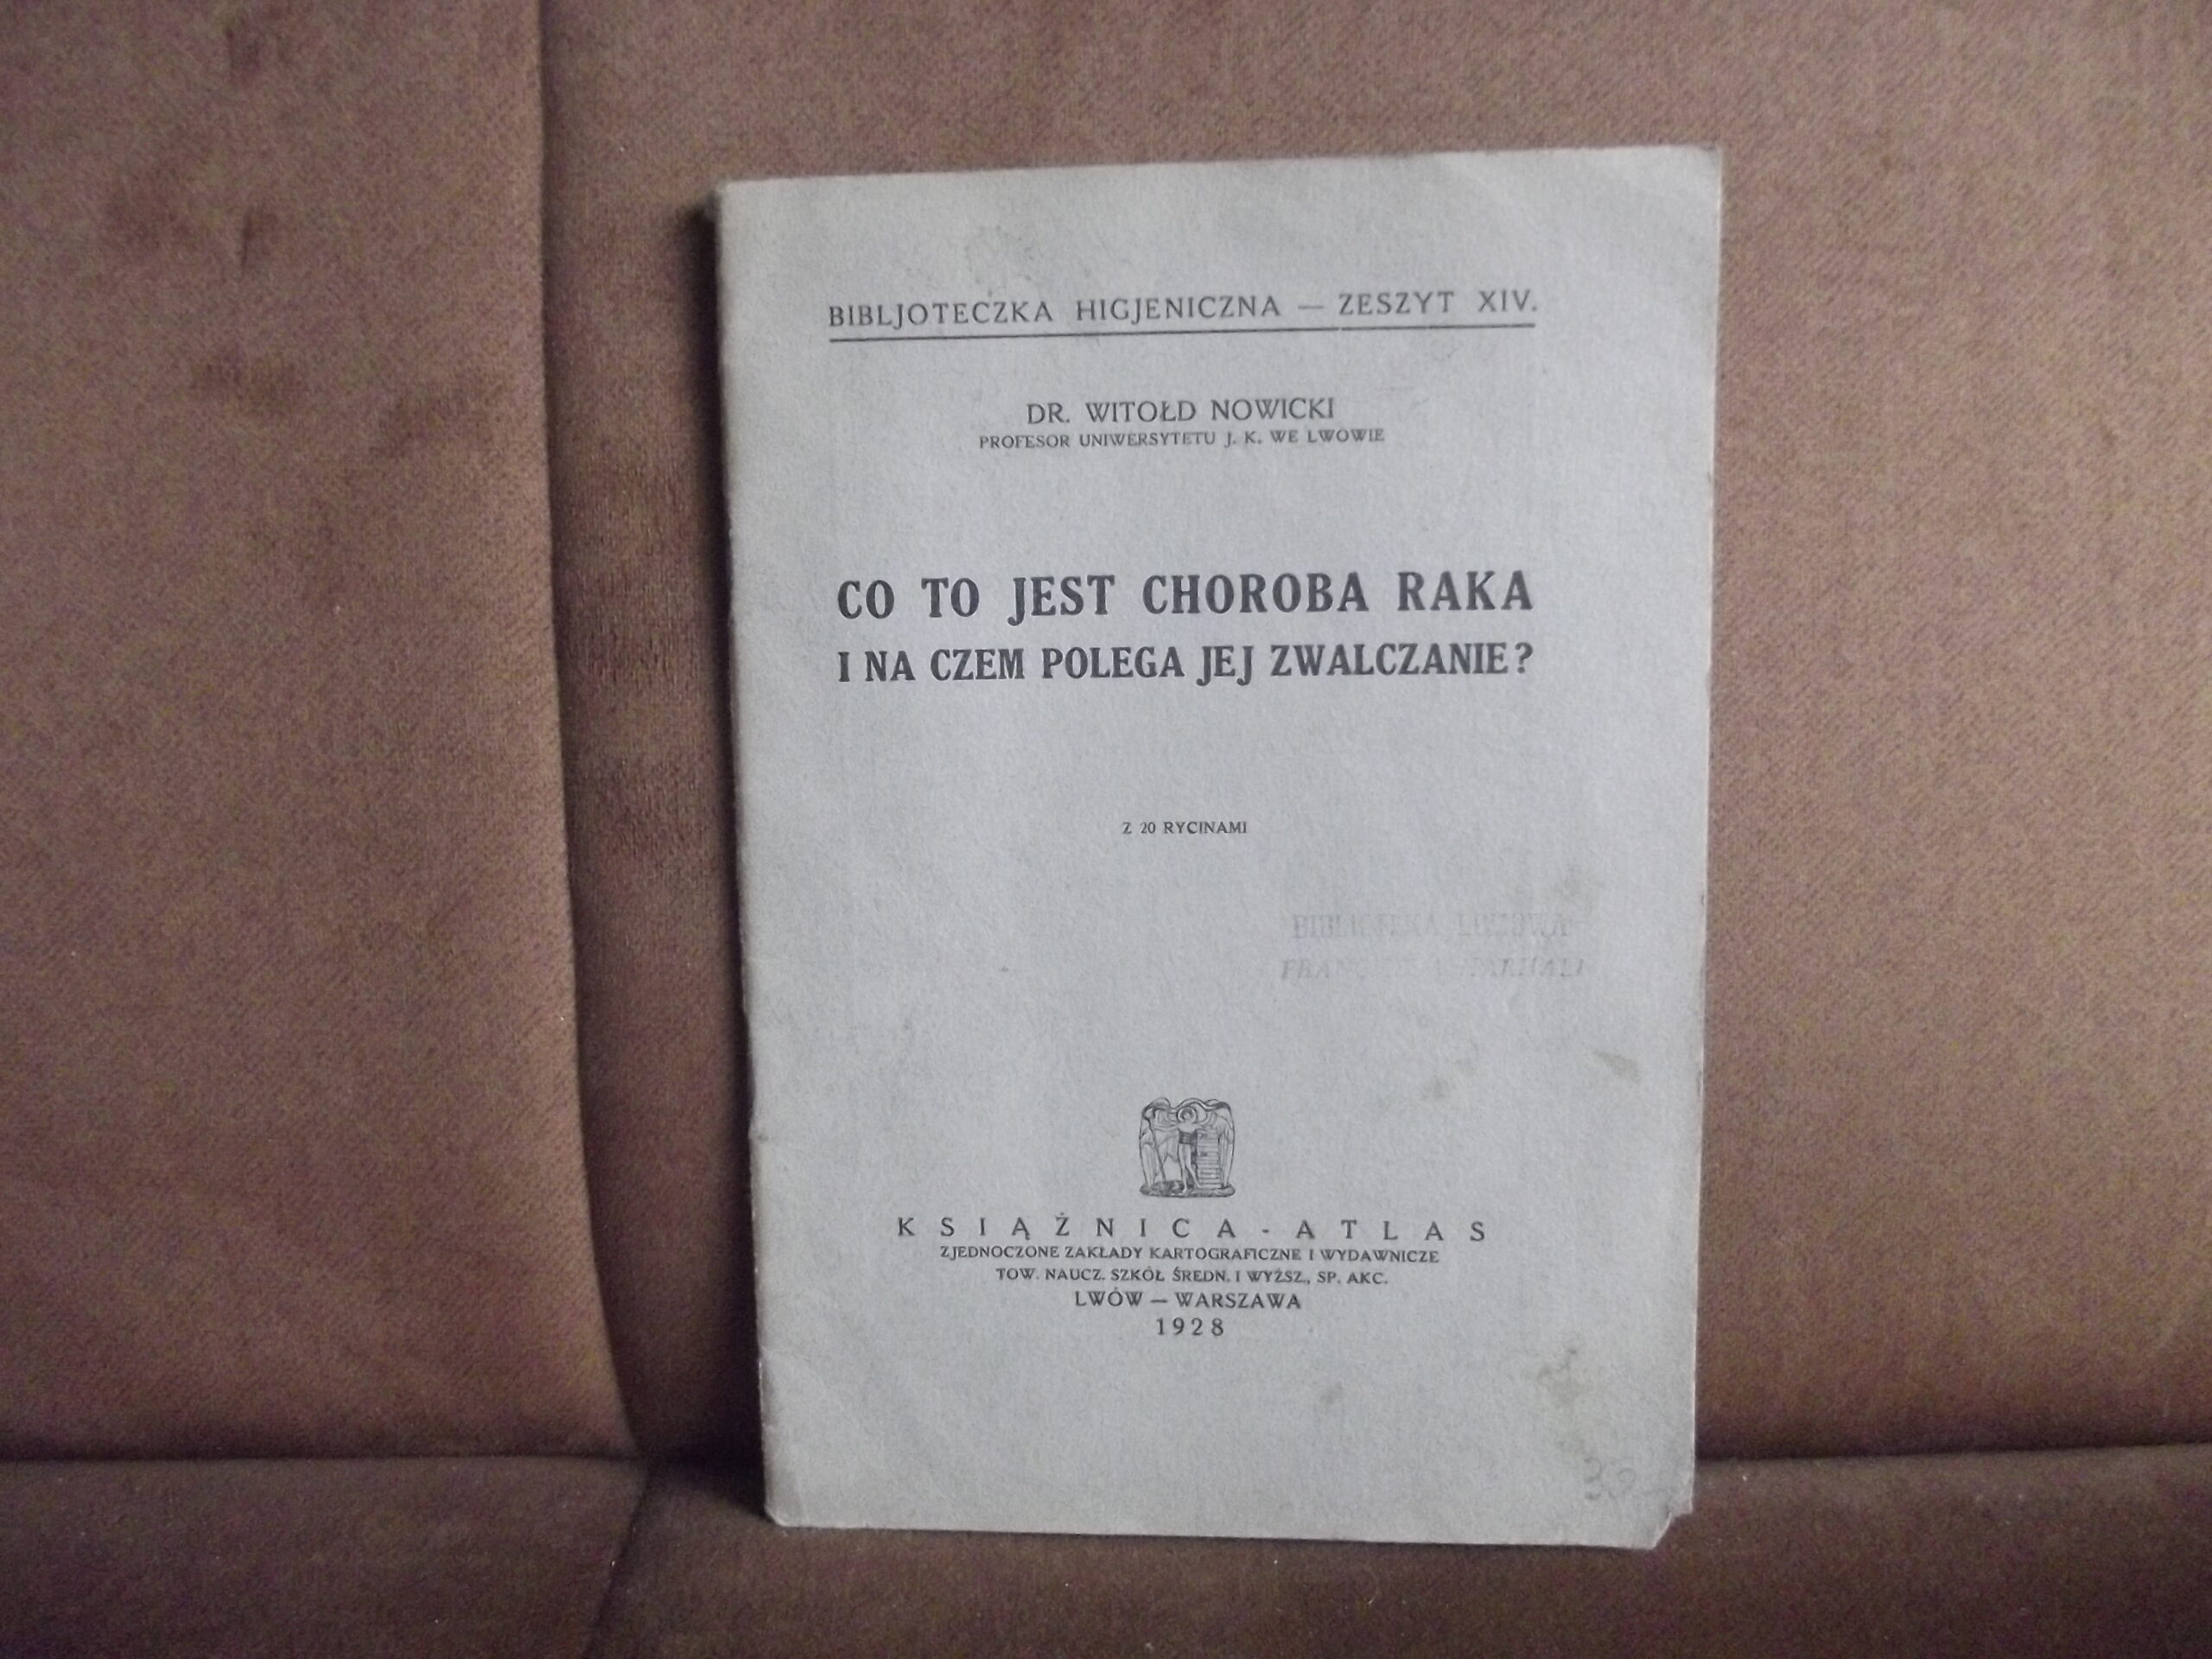 BIBLJOTECZKA HIGJENICZNA — ZESZYT XIV.
DR. WITOŁD NOWICKI
PROFESOR UNIWERSYTETU J. K. WE LWOWIE
CO TO JEST CHOROBA RAKA
I NA CZEM POLEGA JEJ ZWALCZANIE?
Z 20 RYCINAMI
KSIĄŻNICA-ATLAS
ZJEDNOCZONE ZAKŁADY KARTOGRAFICZNE I WYDAWNICZE
TOW. NAUCZ. SZKÓŁ ŚREDN. I WYŻSZ., SP. AKC.
LWÓW — WARSZAWA
1928